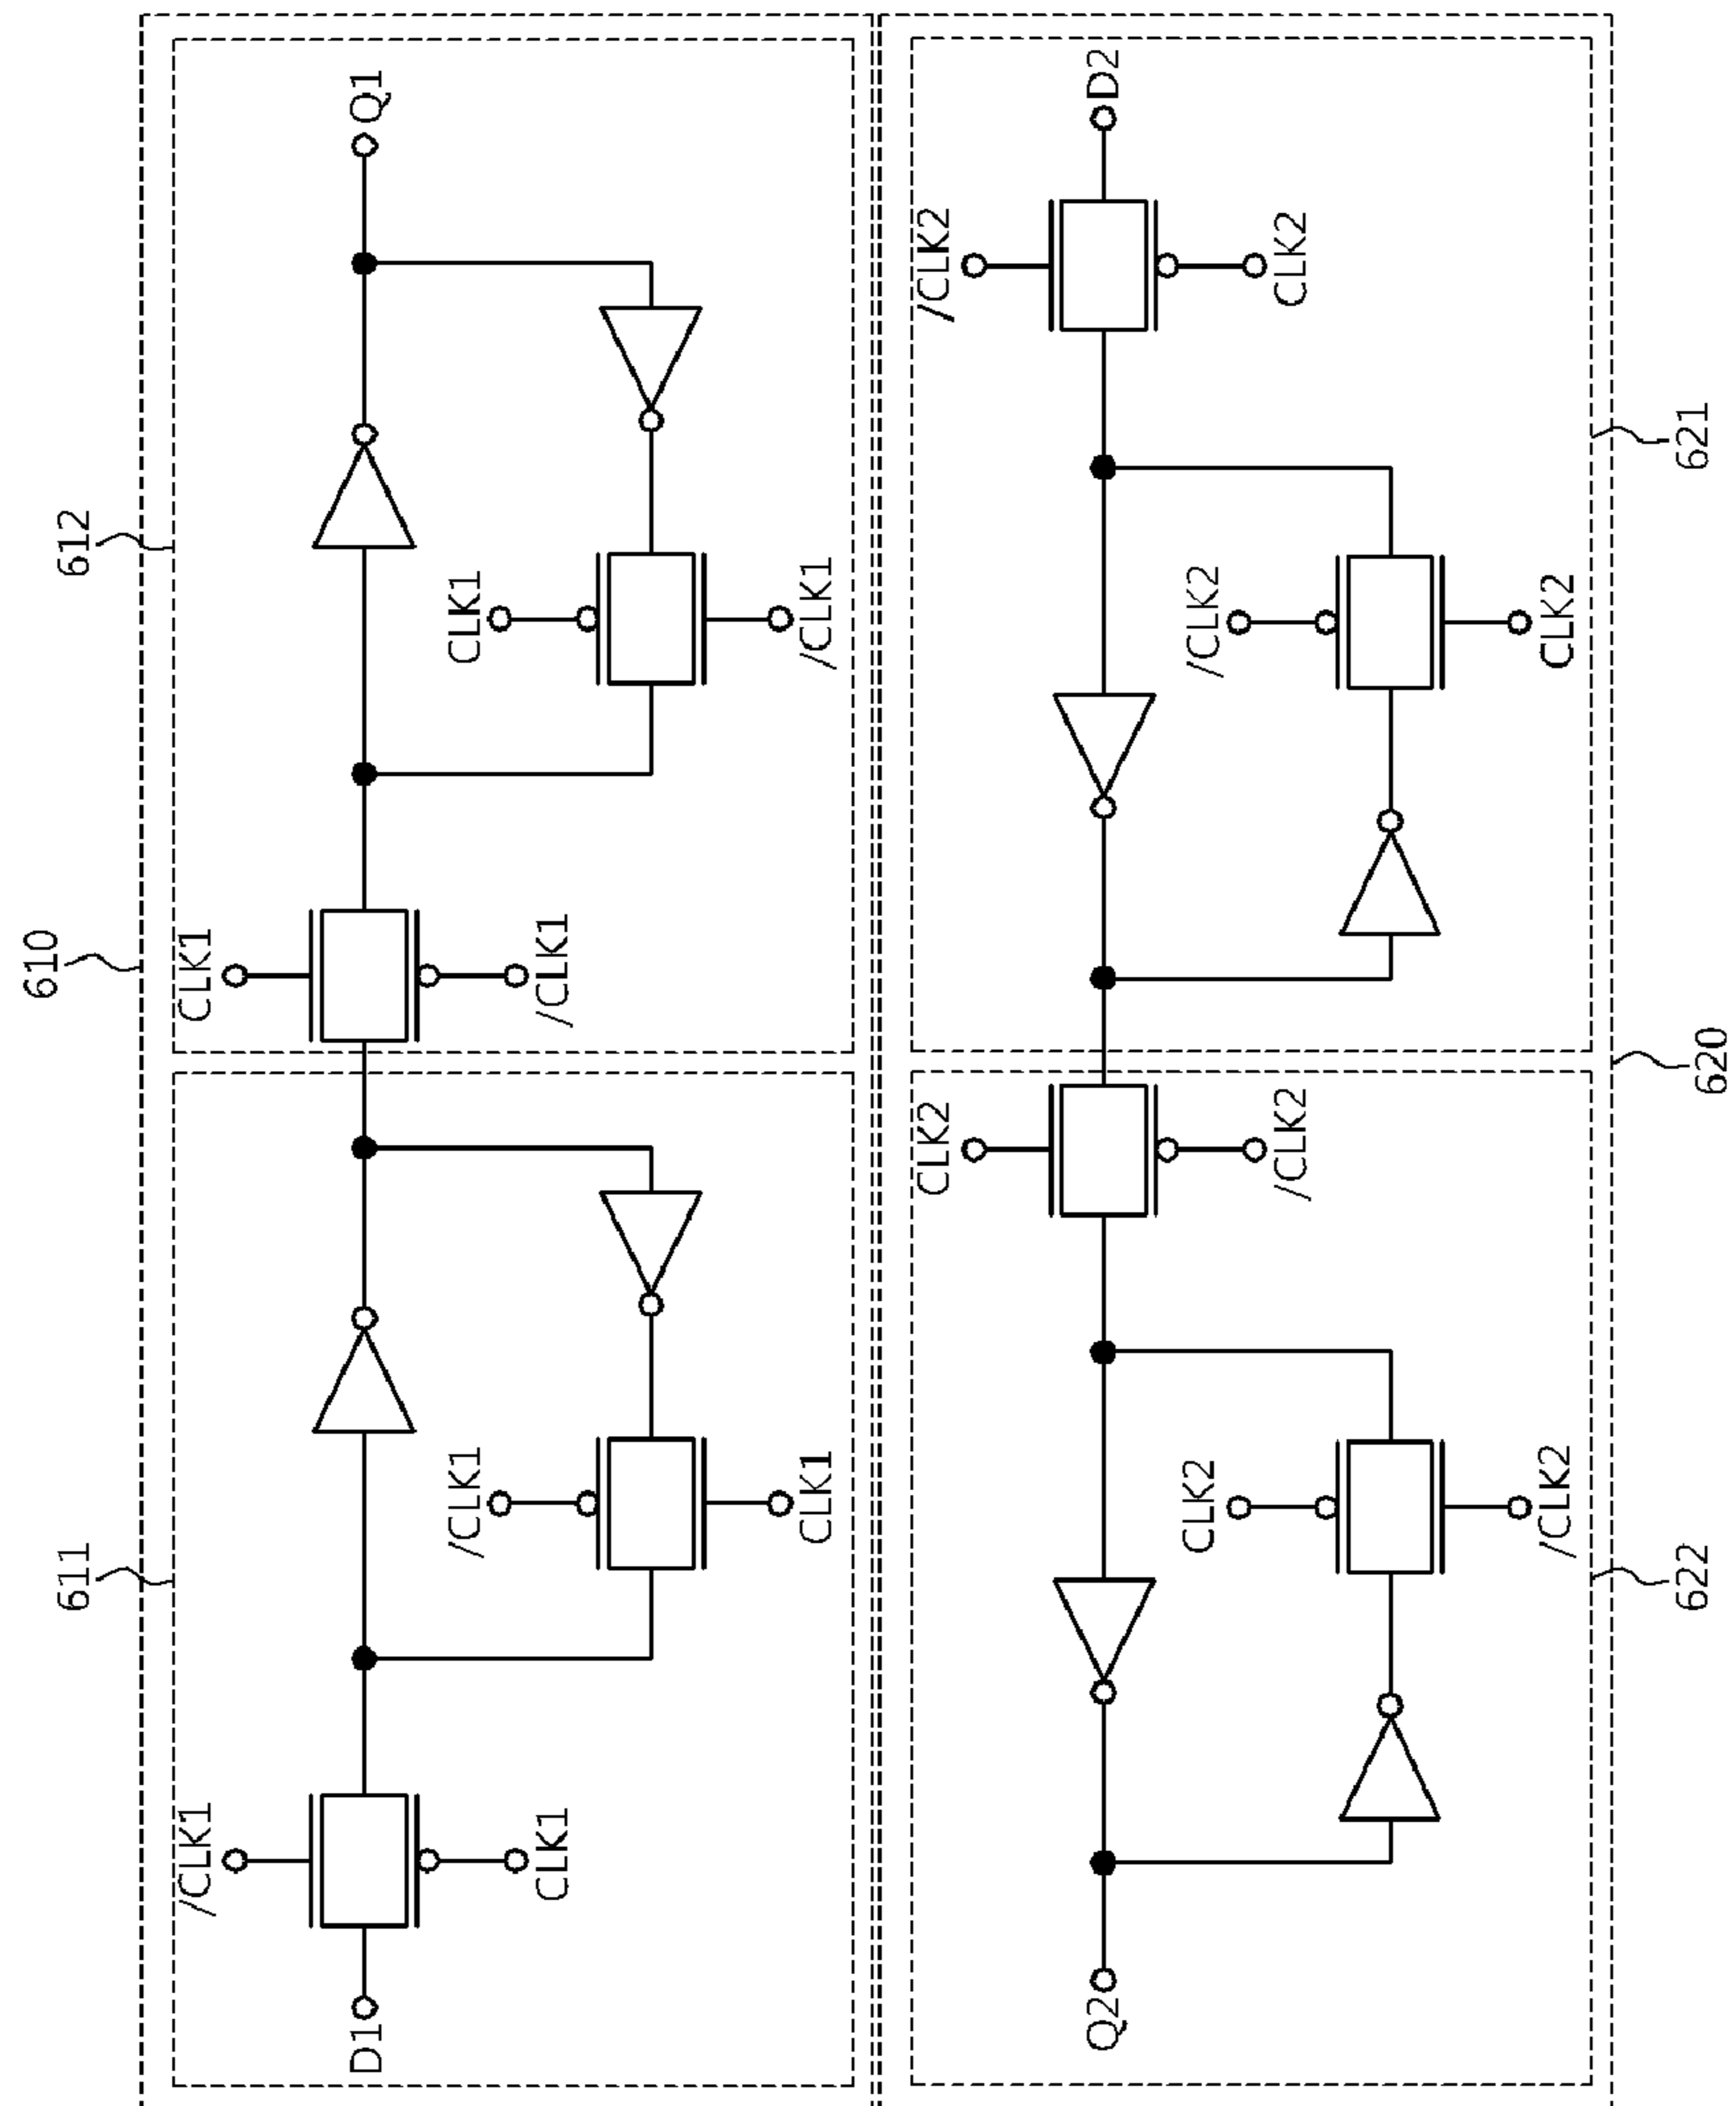 610
611
612
/CLK1
CLK1
D1
Q1
/CLK1
CLK1
CLK1
/CLK1
CLK1
/CLK1
CLK2
/CLK2
Q2
D2
CLK2
/CLK2
/CLK2
CLK2
/CLK2
CLK2
622
621
620